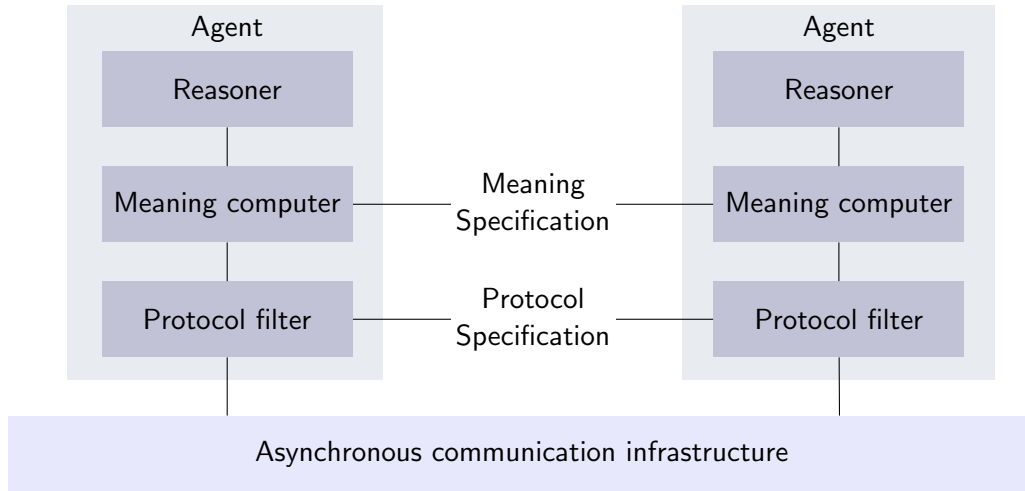 Agent
Agent
Reasoner
Reasoner
Meaning computer
Meaning
Specification
Meaning computer
Protocol filter
Protocol
Specification
Protocol filter
Asynchronous communication infrastructure